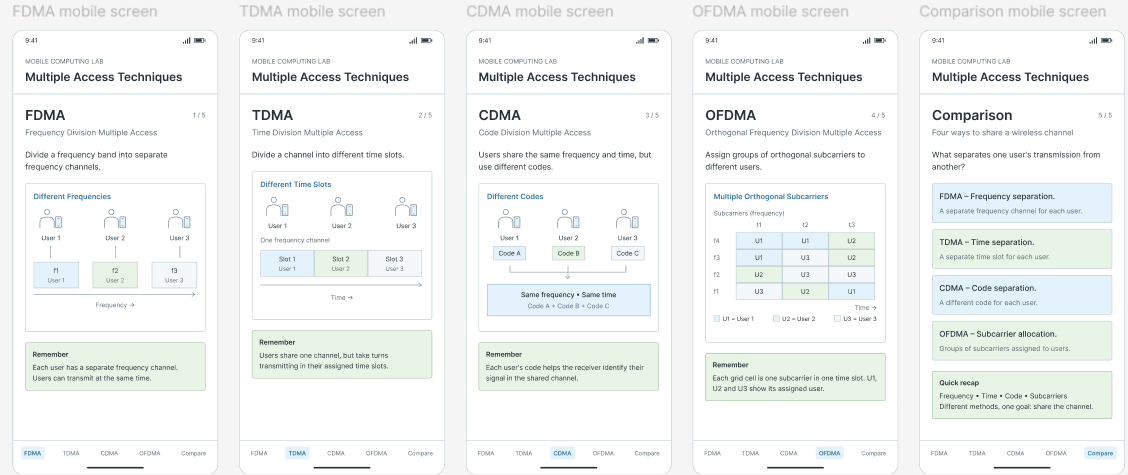 FDMA mobile screen
9:41
MOBILE COMPUTING LAB
Multiple Access Techniques
FDMA
1 / 5
Frequency Division Multiple Access
Divide a frequency band into separate
frequency channels.
Different Frequencies
User 1 User 2 User 3
f1 f2 f3
User 1 User 2 User 3
Frequency →
Remember
Each user has a separate frequency channel.
Users can transmit at the same time.
FDMA TDMA CDMA OFDMA Compare
TDMA mobile screen
9:41
MOBILE COMPUTING LAB
Multiple Access Techniques
TDMA
2 / 5
Time Division Multiple Access
Divide a channel into different time slots.
Different Time Slots
User 1 User 2 User 3
One frequency channel
Slot 1 Slot 2 Slot 3
User 1 User 2 User 3
Time →
Remember
Users share one channel, but take turns
transmitting in their assigned time slots.
FDMA TDMA CDMA OFDMA Compare
CDMA mobile screen
9:41
MOBILE COMPUTING LAB
Multiple Access Techniques
CDMA
3 / 5
Code Division Multiple Access
Users share the same frequency and time, but
use different codes.
Different Codes
User 1 User 2 User 3
Code A Code B Code C
Same frequency • Same time
Code A + Code B + Code C
Remember
Each user's code helps the receiver identify their
signal in the shared channel.
FDMA TDMA CDMA OFDMA Compare
OFDMA mobile screen
9:41
MOBILE COMPUTING LAB
Multiple Access Techniques
OFDMA
4 / 5
Orthogonal Frequency Division Multiple Access
Assign groups of orthogonal subcarriers to
different users.
Multiple Orthogonal Subcarriers
Subcarriers (frequency)
t1 t2 t3
f4 U1 U1 U2
f3 U1 U3 U2
f2 U2 U3 U3
f1 U3 U2 U1
Time →
U1 = User 1 U2 = User 2 U3 = User 3
Remember
Each grid cell is one subcarrier in one time slot. U1,
U2 and U3 show its assigned user.
FDMA TDMA CDMA OFDMA Compare
Comparison mobile screen
9:41
MOBILE COMPUTING LAB
Multiple Access Techniques
Comparison
5 / 5
Four ways to share a wireless channel
What separates one user's transmission from
another?
FDMA – Frequency separation.
A separate frequency channel for each user.
TDMA – Time separation.
A separate time slot for each user.
CDMA – Code separation.
A different code for each user.
OFDMA – Subcarrier allocation.
Groups of subcarriers assigned to users.
Quick recap
Frequency • Time • Code • Subcarriers
Different methods, one goal: share the channel.
FDMA TDMA CDMA OFDMA Compare